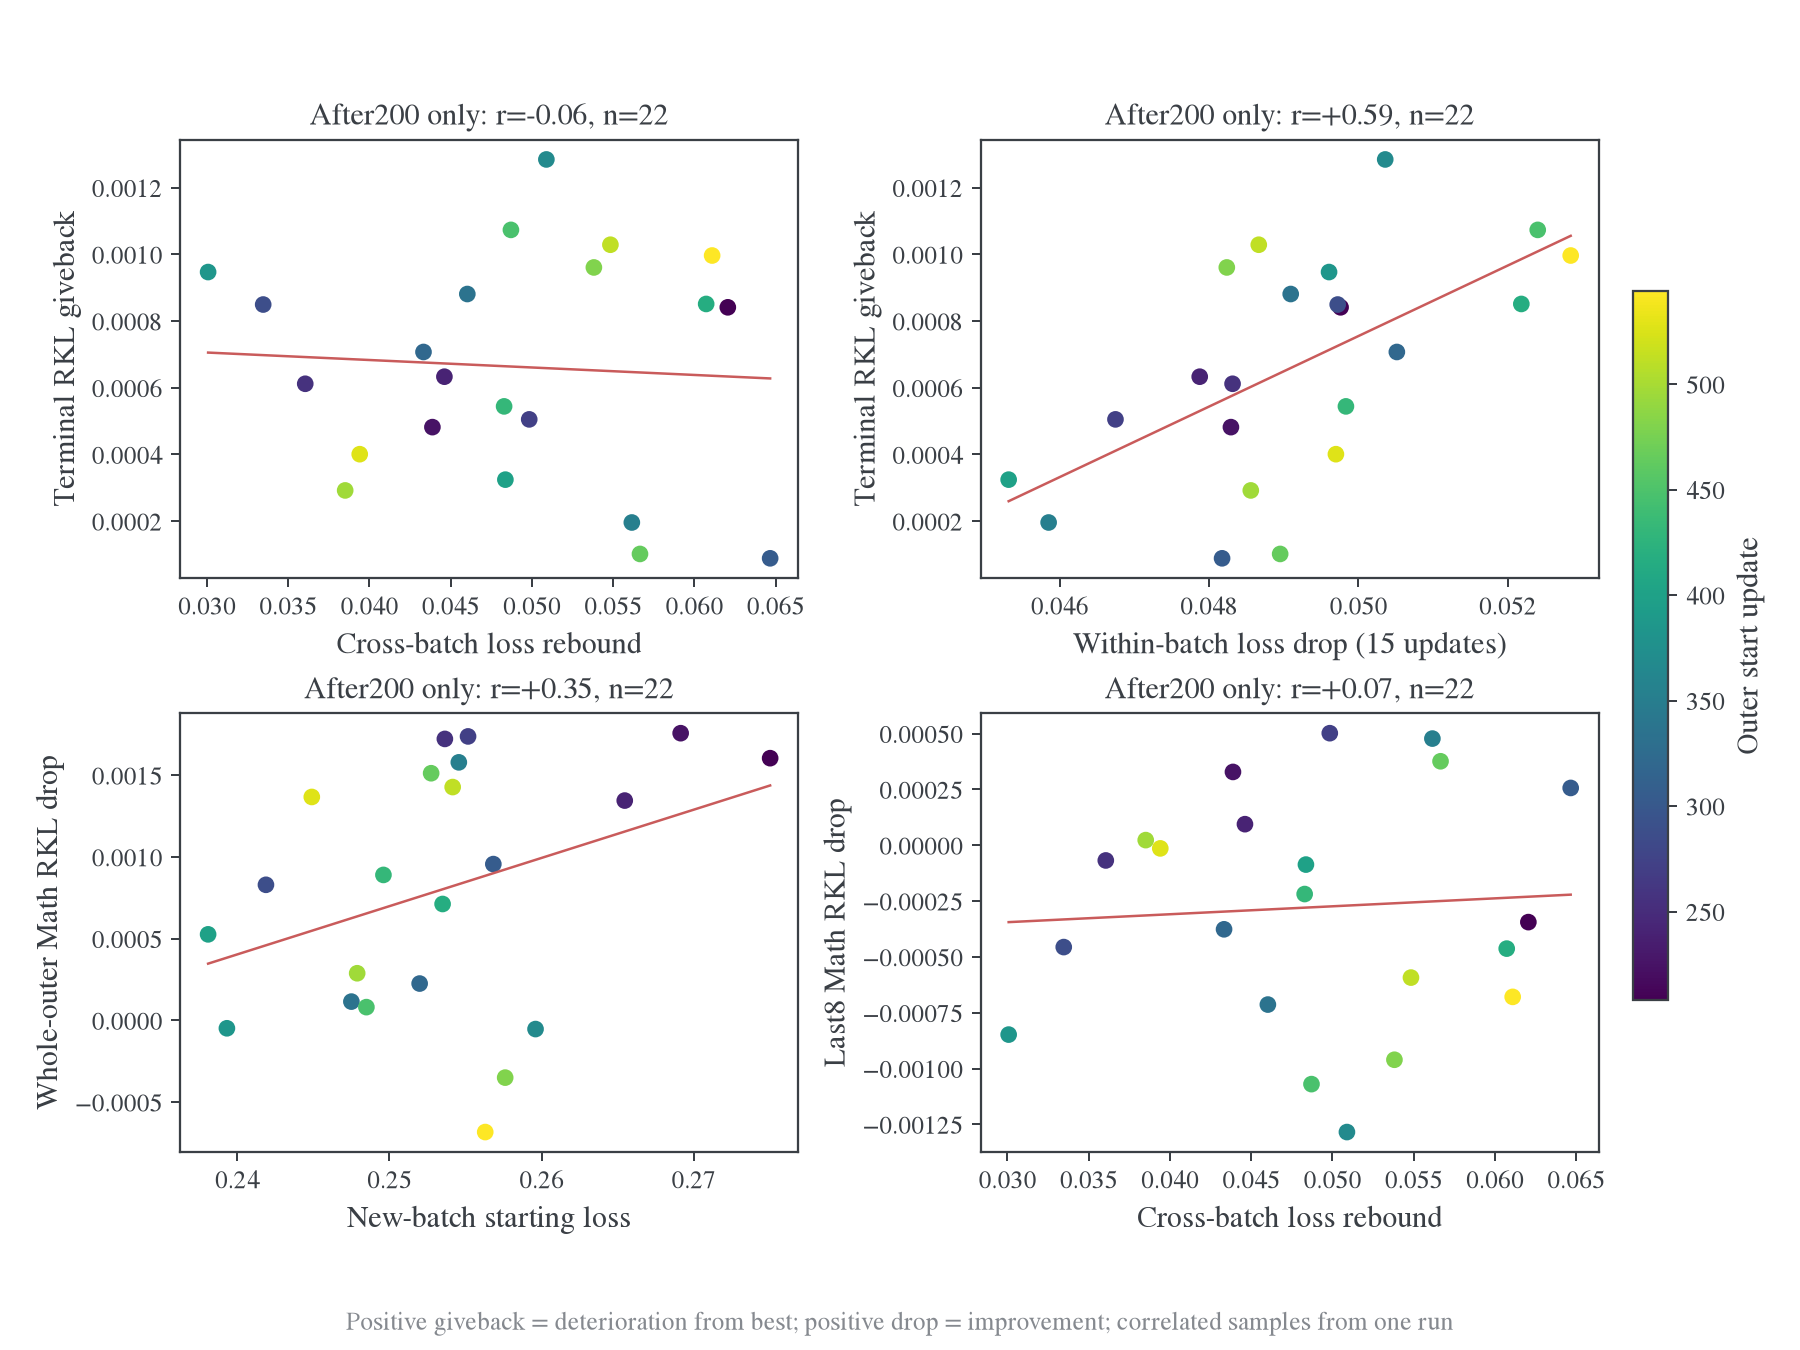 After200 only: r=-0.06, n=22
Terminal RKL giveback
0.0012
0.0010
0.0008
0.0006
0.0004
0.0002
0.030 0.035 0.040 0.045 0.050 0.055 0.060 0.065
Cross-batch loss rebound
After200 only: r=+0.59, n=22
Terminal RKL giveback
0.0012
0.0010
0.0008
0.0006
0.0004
0.0002
0.046 0.048 0.050 0.052
Within-batch loss drop (15 updates)
After200 only: r=+0.35, n=22
Whole-outer Math RKL drop
0.0015
0.0010
0.0005
0.0000
−0.0005
0.24 0.25 0.26 0.27
New-batch starting loss
After200 only: r=+0.07, n=22
Last8 Math RKL drop
0.00050
0.00025
0.00000
−0.00025
−0.00050
−0.00075
−0.00100
−0.00125
0.030 0.035 0.040 0.045 0.050 0.055 0.060 0.065
Cross-batch loss rebound
500
450
400
350
300
250
Outer start update
Positive giveback = deterioration from best; positive drop = improvement; correlated samples from one run